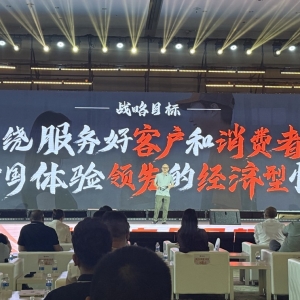 战略目标
绕服务好客户和消费者
中国体验领先的经济型